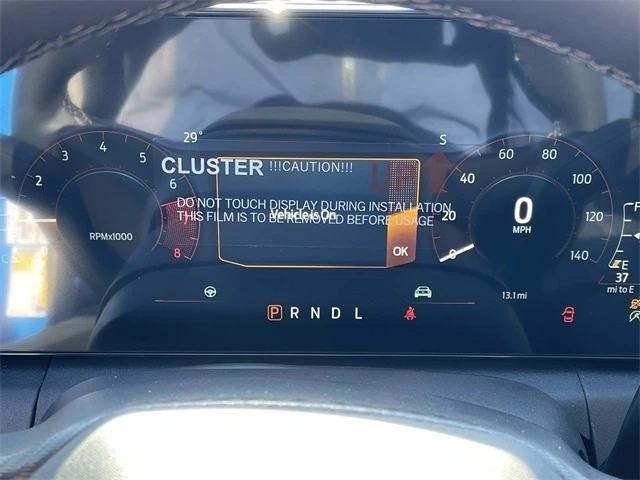 29° S
CLUSTER !!!CAUTION!!!
UP
DO NOT TOUCH DISPLAY DURING INSTALLATION
THIS FILM IS TO BE REMOVED BEFORE USAGE
Vehicle is On
OK
2 3 4 5 6 8
RPMx1000
0 20 40 60 80 100 120 140
0
MPH
F
E
37
mi to E
13.1 mi
P R N D L